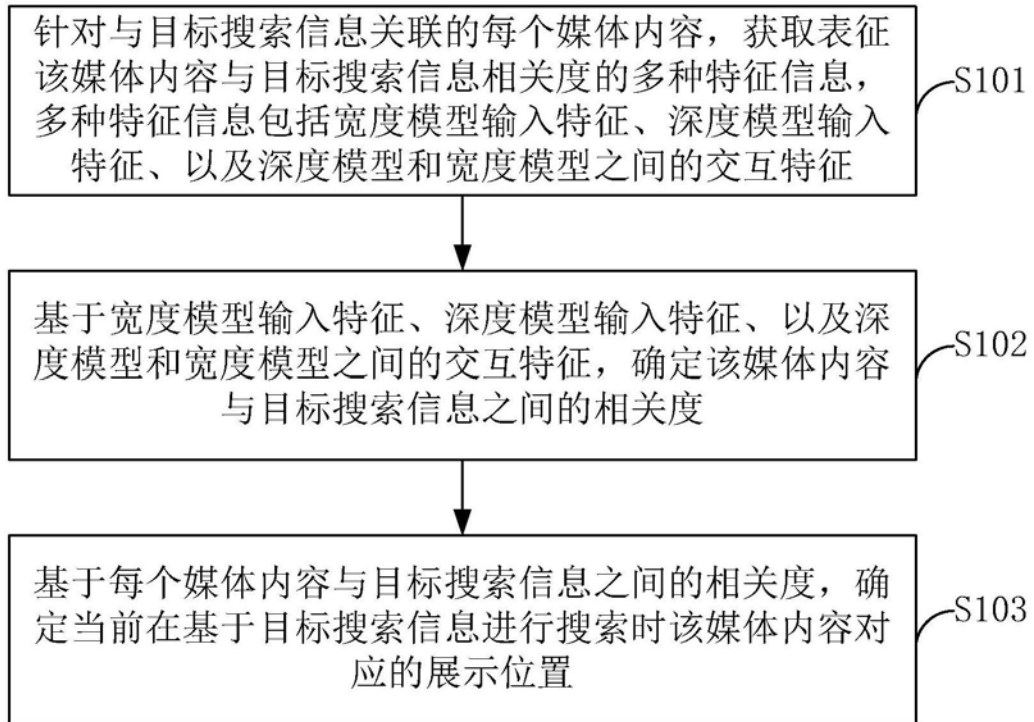 针对与目标搜索信息关联的每个媒体内容，获取表征
该媒体内容与目标搜索信息相关度的多种特征信息，
多种特征信息包括宽度模型输入特征、深度模型输入
特征、以及深度模型和宽度模型之间的交互特征
S101
基于宽度模型输入特征、深度模型输入特征、以及深
度模型和宽度模型之间的交互特征，确定该媒体内容
与目标搜索信息之间的相关度
S102
基于每个媒体内容与目标搜索信息之间的相关度，确
定当前在基于目标搜索信息进行搜索时该媒体内容对
应的展示位置
S103